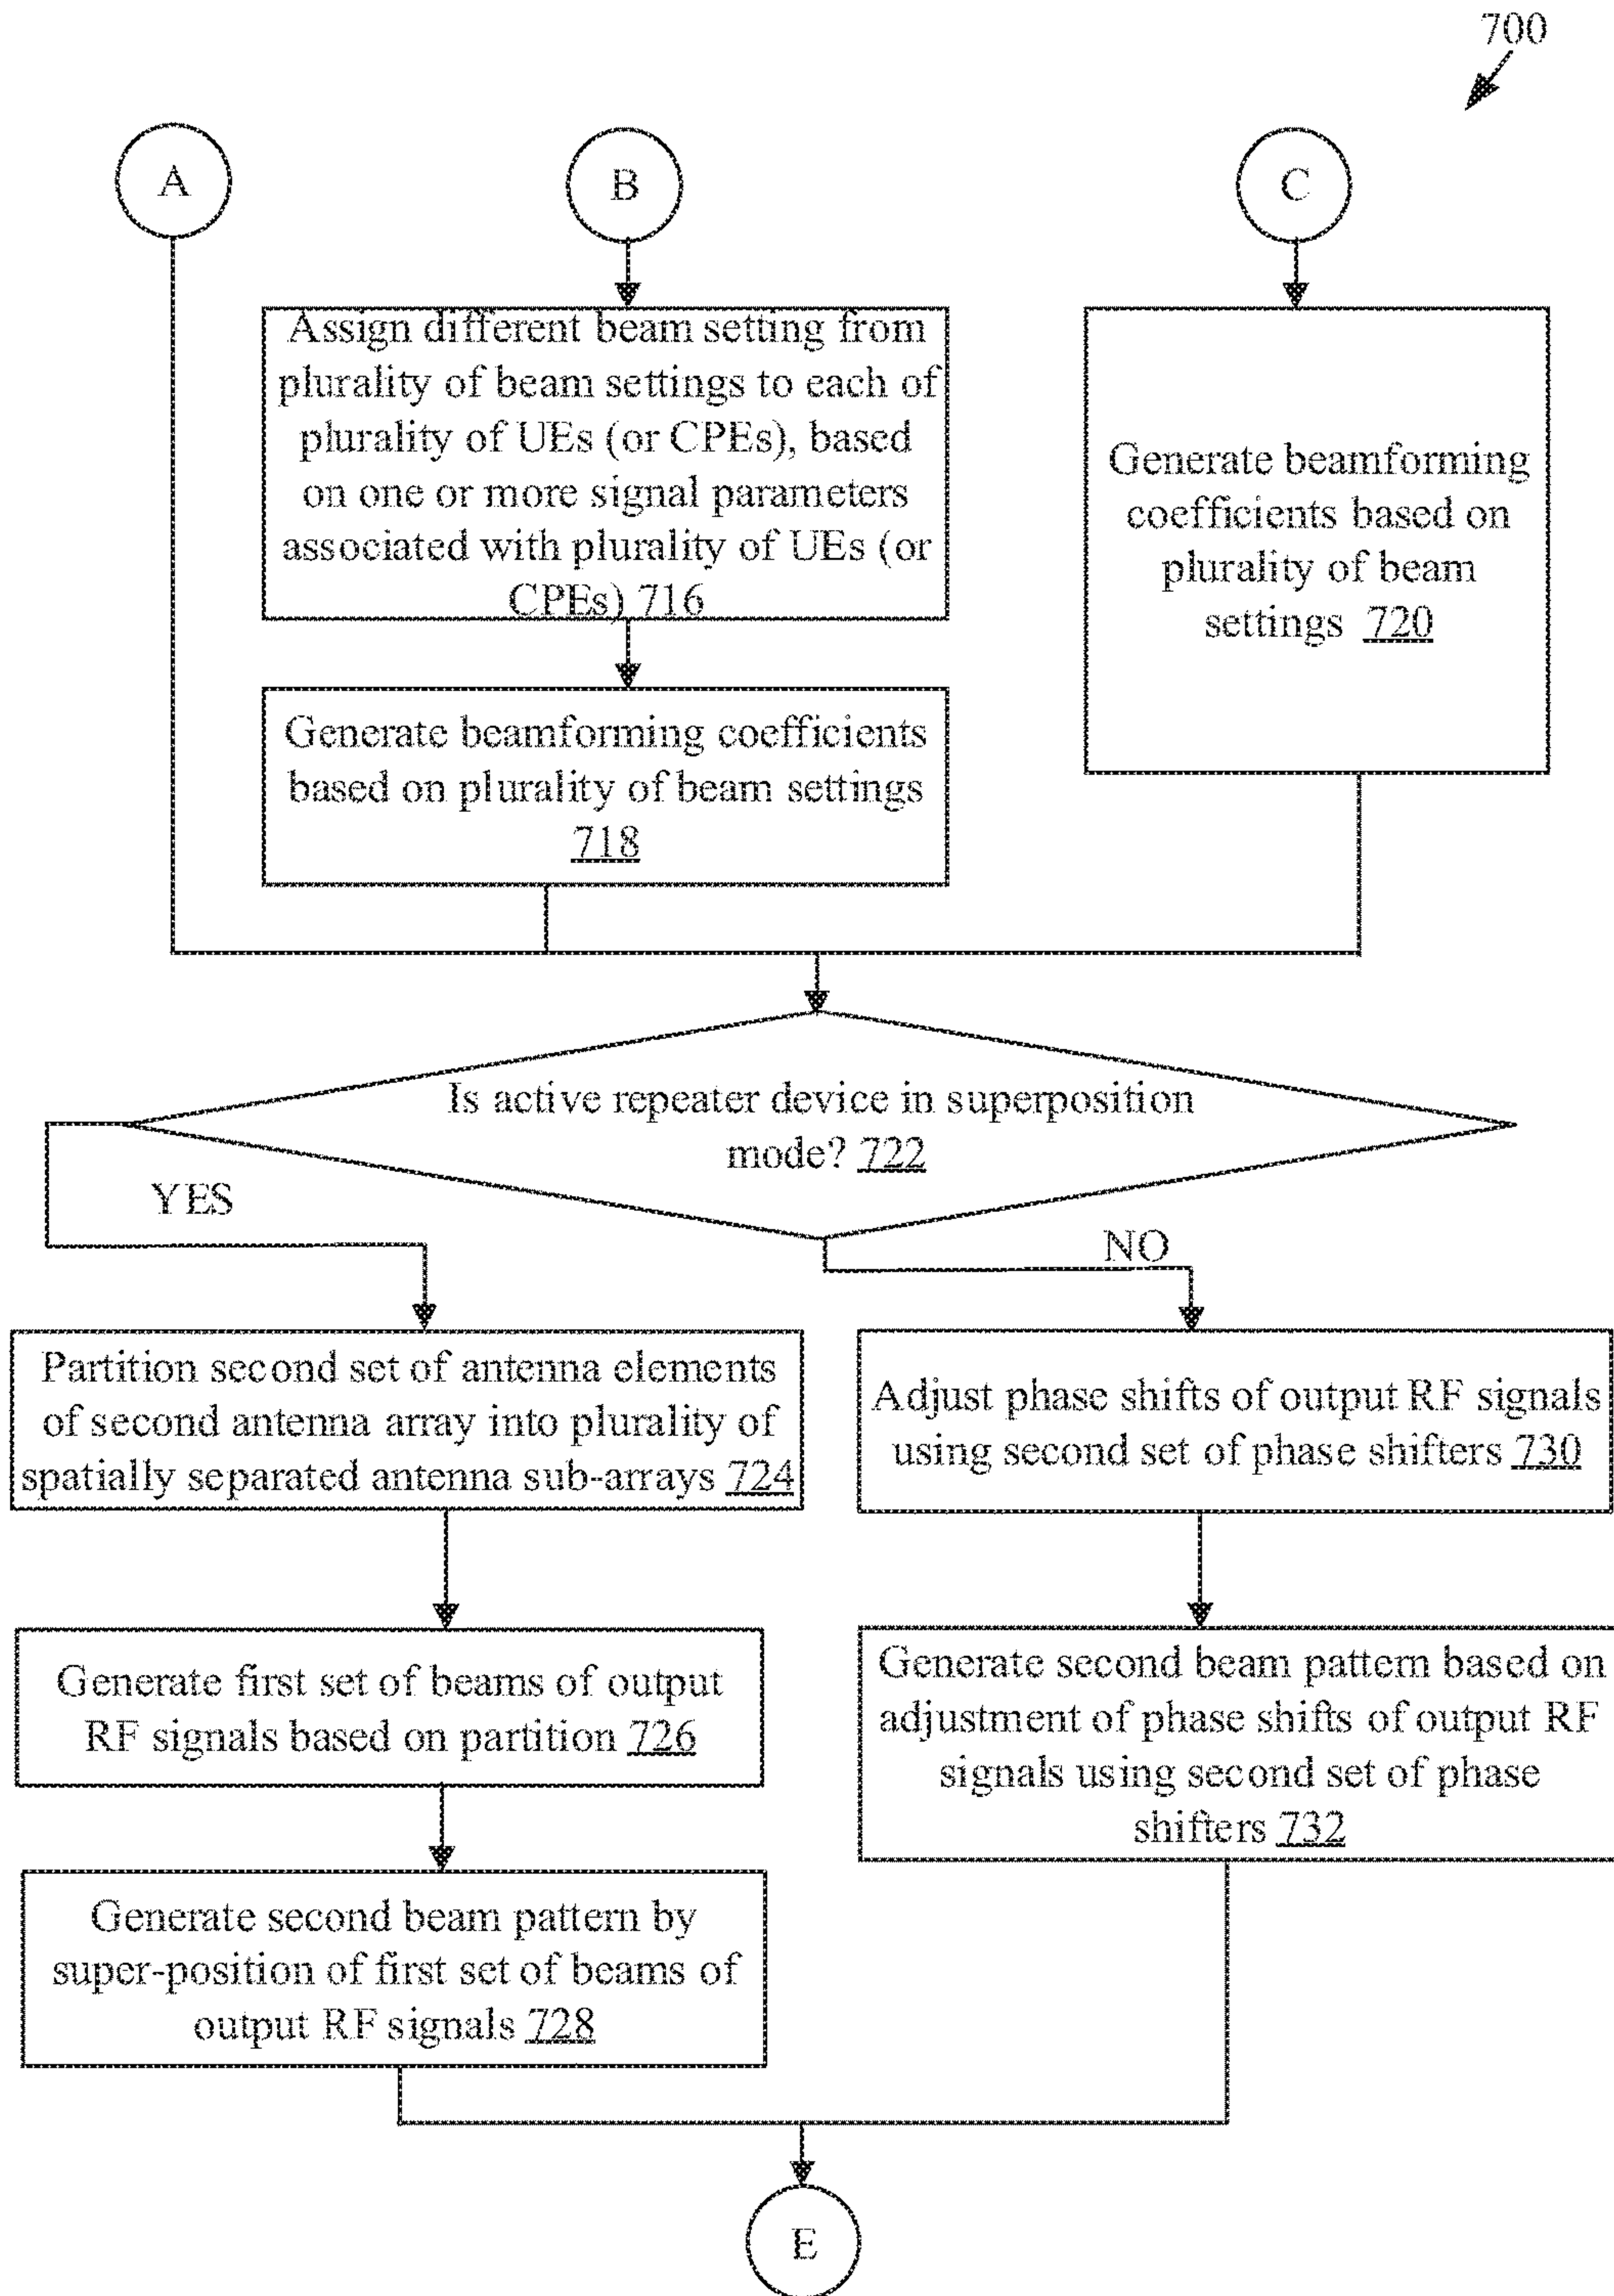 700
A
B
C
Assign different beam setting from
plurality of beam settings to each of
plurality of UEs (or CPEs), based
on one or more signal parameters
associated with plurality of UEs (or
CPEs) 716
Generate beamforming
coefficients based on
plurality of beam
settings 720
Generate beamforming coefficients
based on plurality of beam settings
718
Is active repeater device in superposition
mode? 722
YES
NO
Partition second set of antenna elements
of second antenna array into plurality of
spatially separated antenna sub-arrays 724
Adjust phase shifts of output RF signals
using second set of phase shifters 730
Generate first set of beams of output
RF signals based on partition 726
Generate second beam pattern based on
adjustment of phase shifts of output RF
signals using second set of phase
shifters 732
Generate second beam pattern by
super-position of first set of beams of
output RF signals 728
E